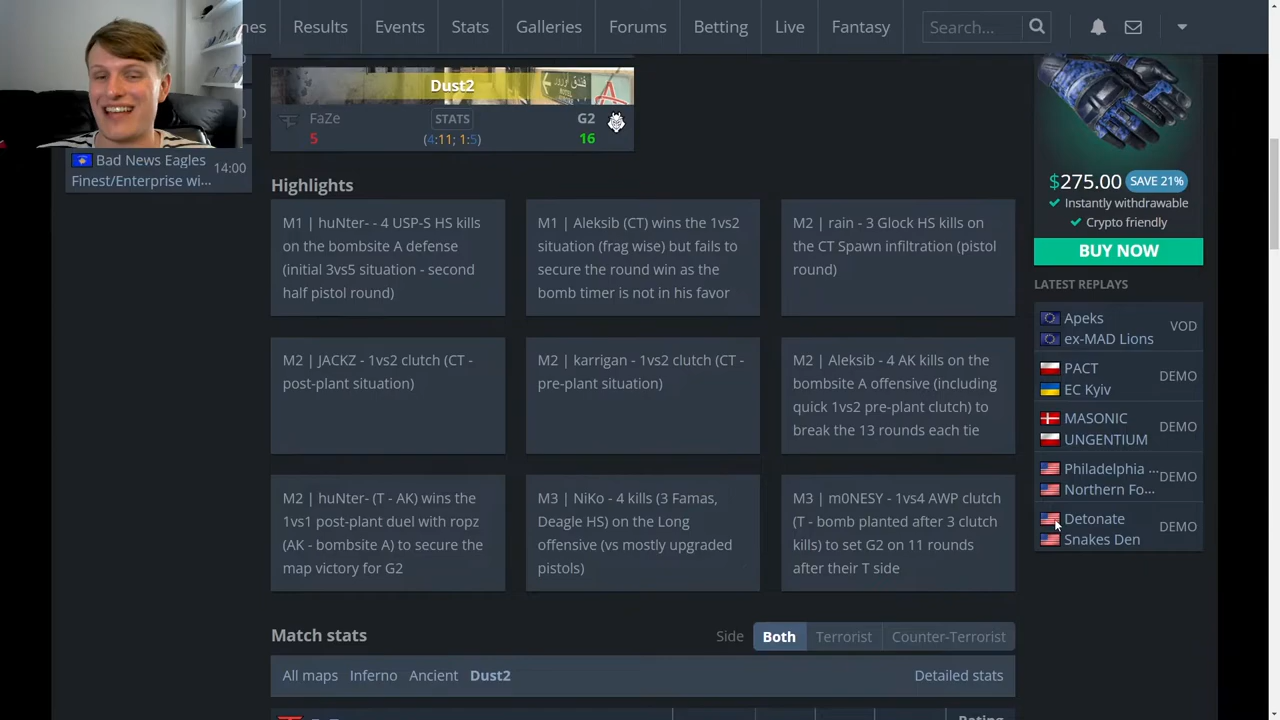 nes
Results
Events
Stats
Galleries
Forums
Betting
Live
Fantasy
Search...
Bad News Eagles
Finest/Enterprise wi...
14:00
Dust2
FaZe
STATS
G2
5
(4:11; 1:5)
16
Highlights
M1 | huNter- - 4 USP-S HS kills
on the bombsite A defense
(initial 3vs5 situation - second
half pistol round)
M1 | Aleksib (CT) wins the 1vs2
situation (frag wise) but fails to
secure the round win as the
bomb timer is not in his favor
M2 | rain - 3 Glock HS kills on
the CT Spawn infiltration (pistol
round)
M2 | JACKZ - 1vs2 clutch (CT -
post-plant situation)
M2 | karrigan - 1vs2 clutch (CT -
pre-plant situation)
M2 | Aleksib - 4 AK kills on the
bombsite A offensive (including
quick 1vs2 pre-plant clutch) to
break the 13 rounds each tie
M2 | huNter- (T - AK) wins the
1vs1 post-plant duel with ropz
(AK - bombsite A) to secure the
map victory for G2
M3 | NiKo - 4 kills (3 Famas,
Deagle HS) on the Long
offensive (vs mostly upgraded
pistols)
M3 | m0NESY - 1vs4 AWP clutch
(T - bomb planted after 3 clutch
kills) to set G2 on 11 rounds
after their T side
Match stats
Side
Both
Terrorist
Counter-Terrorist
All maps
Inferno
Ancient
Dust2
Detailed stats
Rating
$275.00
SAVE 21%
Instantly withdrawable
Crypto friendly
BUY NOW
LATEST REPLAYS
Apeks
ex-MAD Lions
VOD
PACT
EC Kyiv
DEMO
MASONIC
UNGENTIUM
DEMO
Philadelphia ...
Northern Fo...
DEMO
Detonate
Snakes Den
DEMO